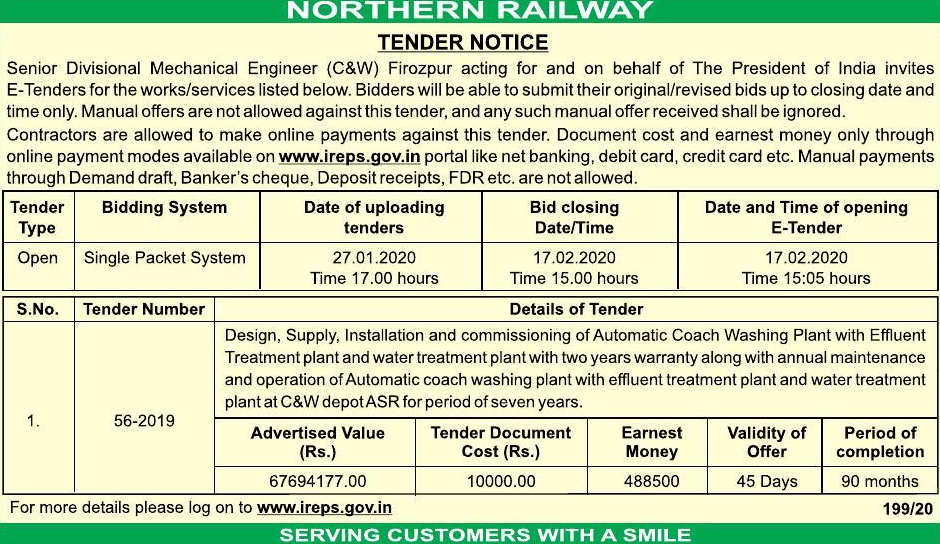 NORTHERN RAILWAY
TENDER NOTICE
Senior Divisional Mechanical Engineer (C&W) Firozpur acting for and on behalf of The President of India invites
E-Tenders for the works/services listed below. Bidders will be able to submit their original/revised bids up to closing date and
time only. Manual offers are not allowed against this tender, and any such manual offer received shall be ignored.
Contractors are allowed to make online payments against this tender. Document cost and earnest money only through
online payment modes available on www.ireps.gov.in portal like net banking, debit card, credit card etc. Manual payments
through Demand draft, Banker's cheque, Deposit receipts, FDR etc. are not allowed.
Tender Type Bidding System Date of uploading tenders Bid closing Date/Time Date and Time of opening E-Tender
Open Single Packet System 27.01.2020 17.02.2020 17.02.2020
Time 17.00 hours Time 15.00 hours Time 15:05 hours
S.No. Tender Number Details of Tender
Design, Supply, Installation and commissioning of Automatic Coach Washing Plant with Effluent
Treatment plant and water treatment plant with two years warranty along with annual maintenance
and operation of Automatic coach washing plant with effluent treatment plant and water treatment
plant at C&W depot ASR for period of seven years.
1. 56-2019
Advertised Value Tender Document Earnest Validity of Period of
(Rs.) Cost (Rs.) Money Offer completion
67694177.00 10000.00 488500 45 Days 90 months
For more details please log on to www.ireps.gov.in 199/20
SERVING CUSTOMERS WITH A SMILE